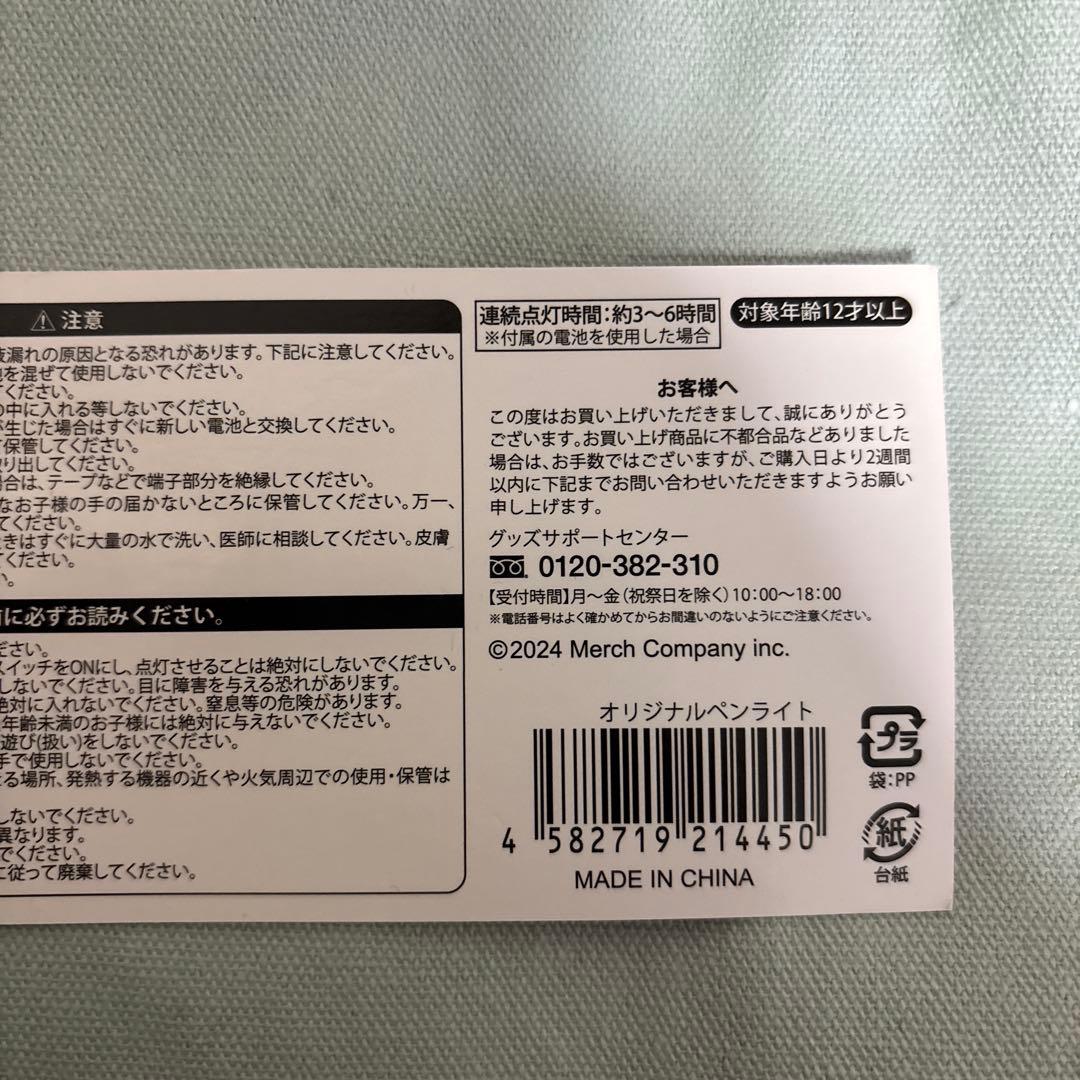 注意
液漏れの原因となる恐れがあります。下記に注意してください。
を混ぜて使用しないでください。
てください。
の中に入れる等しないでください。
が生じた場合はすぐに新しい電池と交換してください。
保管してください。
り出してください。
場合は、テープなどで端子部分を絶縁してください。
なお子様の手の届かないところに保管してください。万一、
てください。
きはすぐに大量の水で洗い、医師に相談してください。皮膚
ください。
い。
に必ずお読みください。
ださい。
スイッチをONにし、点灯させることは絶対にしないでください。
しないでください。目に障害を与える恐れがあります。
絶対に入れないでください。窒息等の危険があります。
年齢未満のお子様には絶対に与えないでください。
遊び(扱い)をしないでください。
手で使用しないでください。
る場所、発熱する機器の近くや火気周辺での使用・保管は
しないでください。
異なります。
でください。
に従って廃棄してください。
連続点灯時間：約3～6時間
※付属の電池を使用した場合
対象年齢12才以上
お客様へ
この度はお買い上げいただきまして、誠にありがとう
ございます。お買い上げ商品に不都合品などありました
場合は、お手数ではございますが、ご購入日より2週間
以内に下記までお問い合わせいただきますようお願い
申し上げます。
グッズサポートセンター
0120-382-310
【受付時間】月～金（祝祭日を除く）10:00～18:00
※電話番号はよく確かめてからお間違いのないようにご注意ください。
©2024 Merch Company inc.
オリジナルペンライト
4 582719 214450
MADE IN CHINA
プラ
袋：PP
紙
台紙